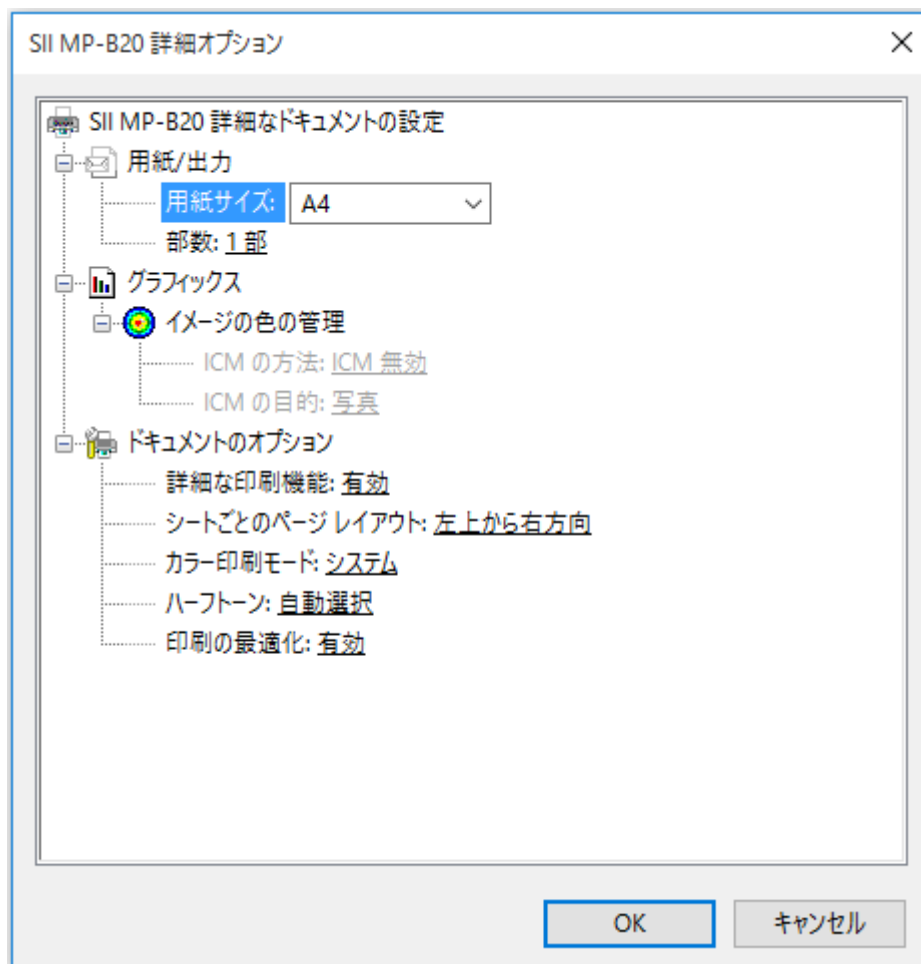 SII MP-B20 詳細オプション
SII MP-B20 詳細なドキュメントの設定
用紙/出力
用紙サイズ: A4
部数: 1 部
グラフィックス
イメージの色の管理
ICM の方法: ICM 無効
ICM の目的: 写真
ドキュメントのオプション
詳細な印刷機能: 有効
シートごとのページ レイアウト: 左上から右方向
カラー印刷モード: システム
ハーフトーン: 自動選択
印刷の最適化: 有効
OK キャンセル